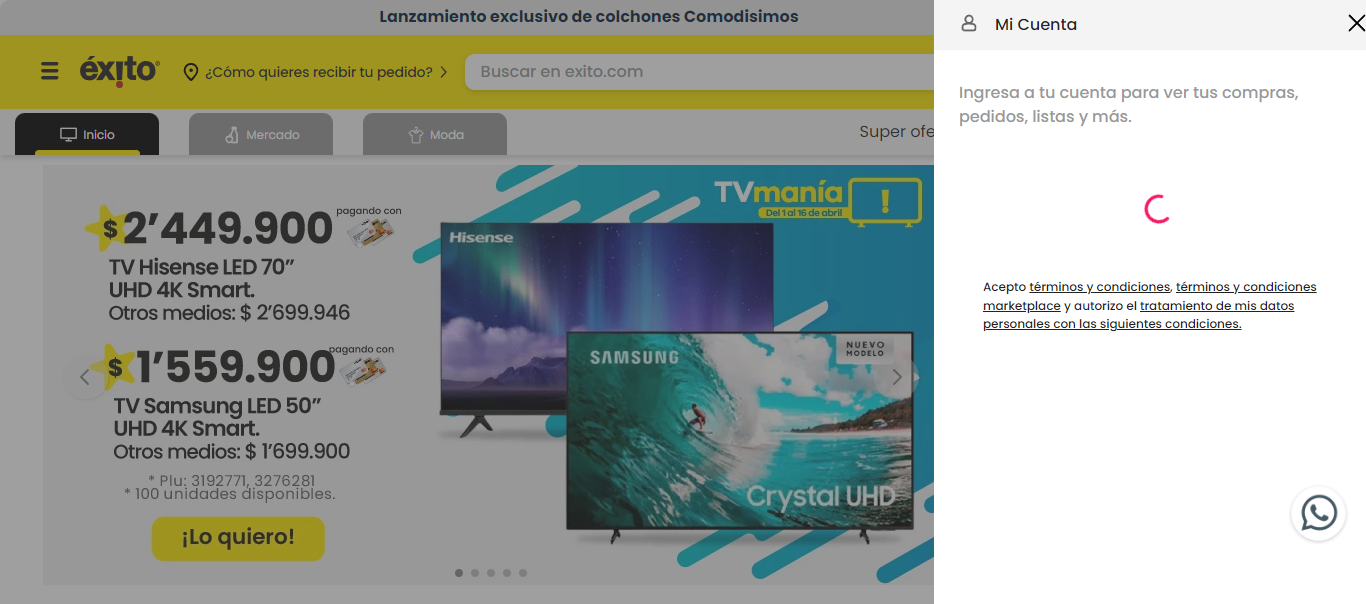 Lanzamiento exclusivo de colchones Comodisimos
éxito
¿Cómo quieres recibir tu pedido?
Buscar en exito.com
Inicio
Mercado
Moda
Super ofe
TVmanía
Del 1 al 16 de abril
$2’449.900
pagando con
TV Hisense LED 70”
UHD 4K Smart.
Otros medios: $ 2’699.946
$1’559.900
pagando con
TV Samsung LED 50”
UHD 4K Smart.
Otros medios: $ 1’699.900
* Plu: 3192771, 3276281
* 100 unidades disponibles.
¡Lo quiero!
Hisense
SAMSUNG
NUEVO
MODELO
Crystal UHD
Mi Cuenta
Ingresa a tu cuenta para ver tus compras,
pedidos, listas y más.
Acepto términos y condiciones, términos y condiciones
marketplace y autorizo el tratamiento de mis datos
personales con las siguientes condiciones.